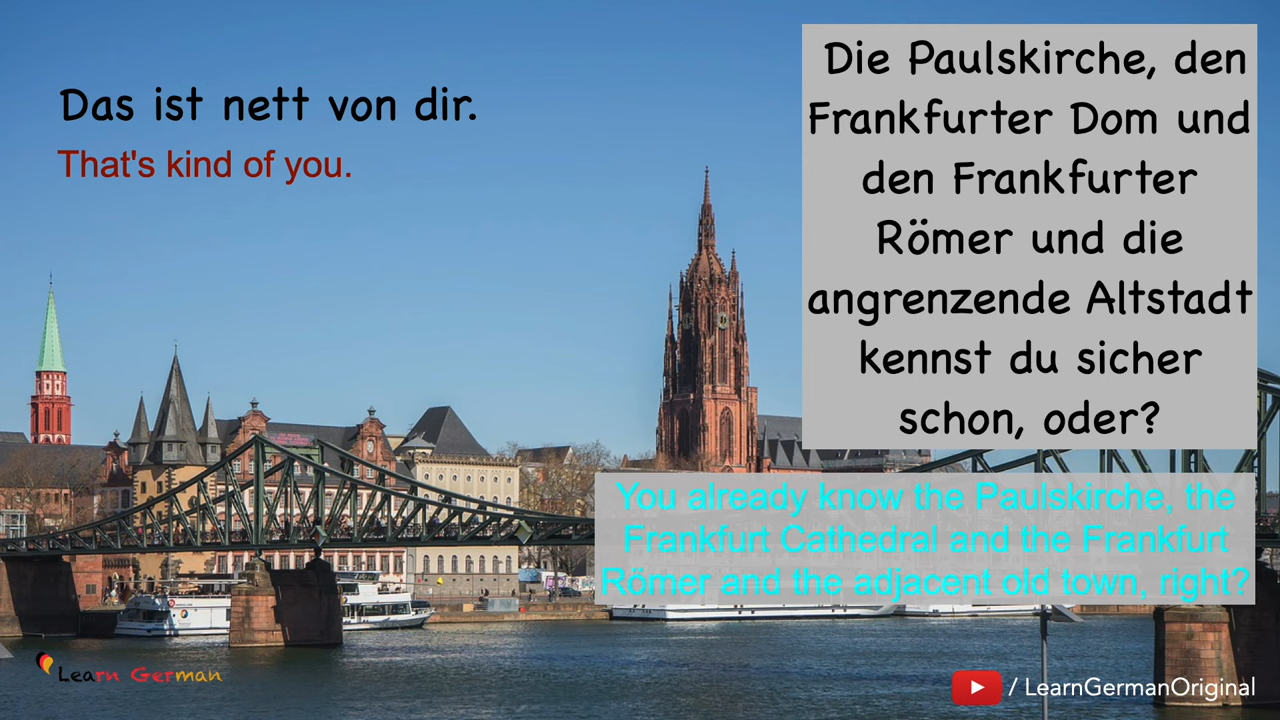 Das ist nett von dir.
That's kind of you.
Die Paulskirche, den
Frankfurter Dom und
den Frankfurter
Römer und die
angrenzende Altstadt
kennst du sicher
schon, oder?
You already know the Paulskirche, the
Frankfurt Cathedral and the Frankfurt
Römer and the adjacent old town, right?
Learn German
/ LearnGermanOriginal